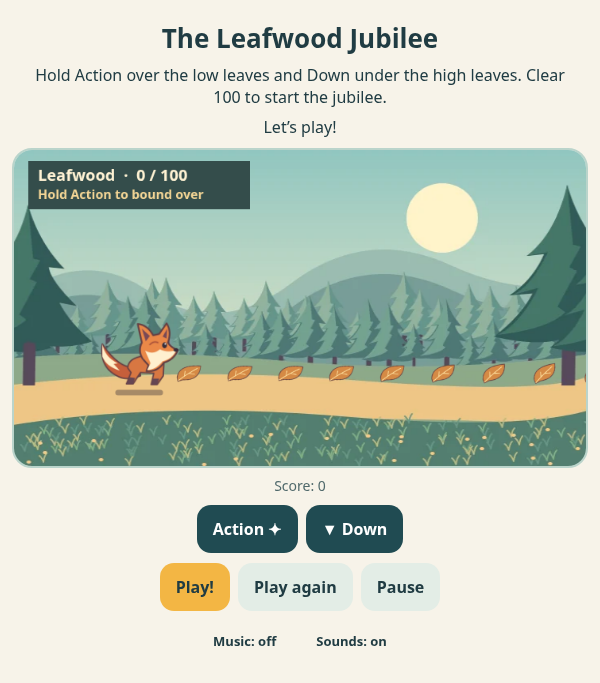 The Leafwood Jubilee
Hold Action over the low leaves and Down under the high leaves. Clear
100 to start the jubilee.
Let’s play!
Leafwood · 0 / 100
Hold Action to bound over
Score: 0
Action ✦ ▼ Down
Play! Play again Pause
Music: off Sounds: on